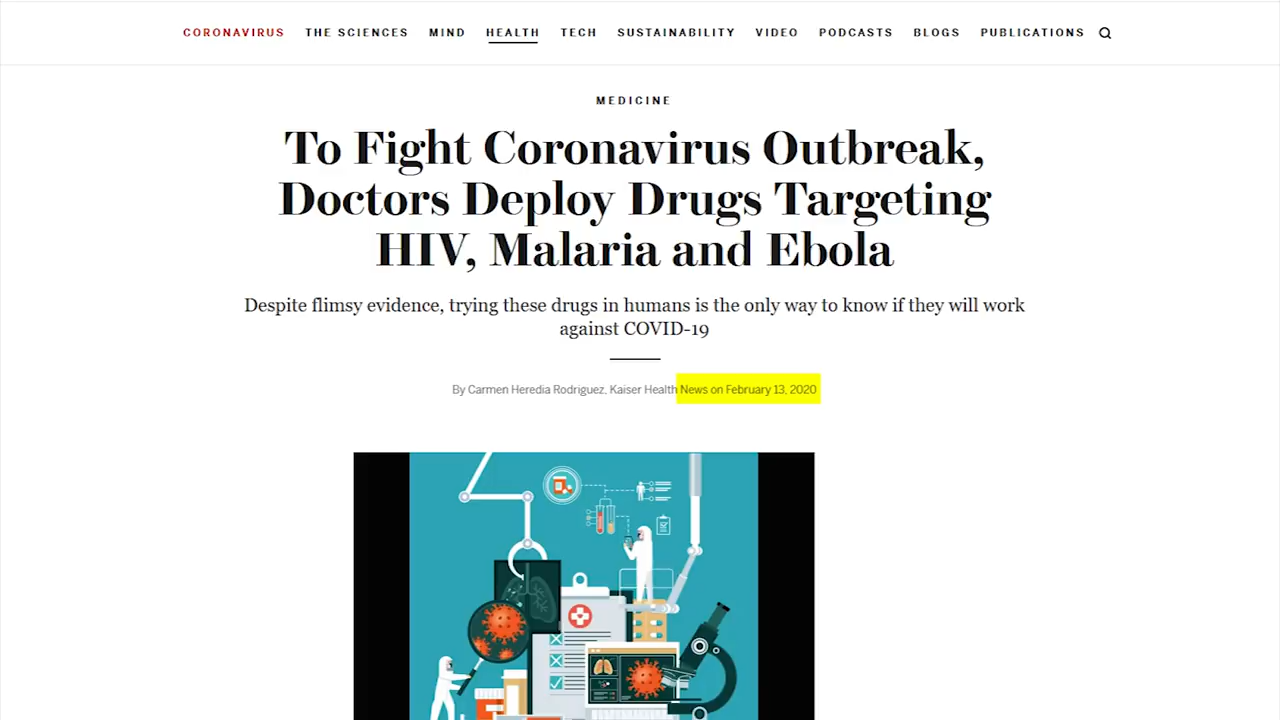 CORONAVIRUS THE SCIENCES MIND HEALTH TECH SUSTAINABILITY VIDEO PODCASTS BLOGS PUBLICATIONS
MEDICINE
To Fight Coronavirus Outbreak,
Doctors Deploy Drugs Targeting
HIV, Malaria and Ebola
Despite flimsy evidence, trying these drugs in humans is the only way to know if they will work
against COVID-19
By Carmen Heredia Rodriguez, Kaiser Health News on February 13, 2020